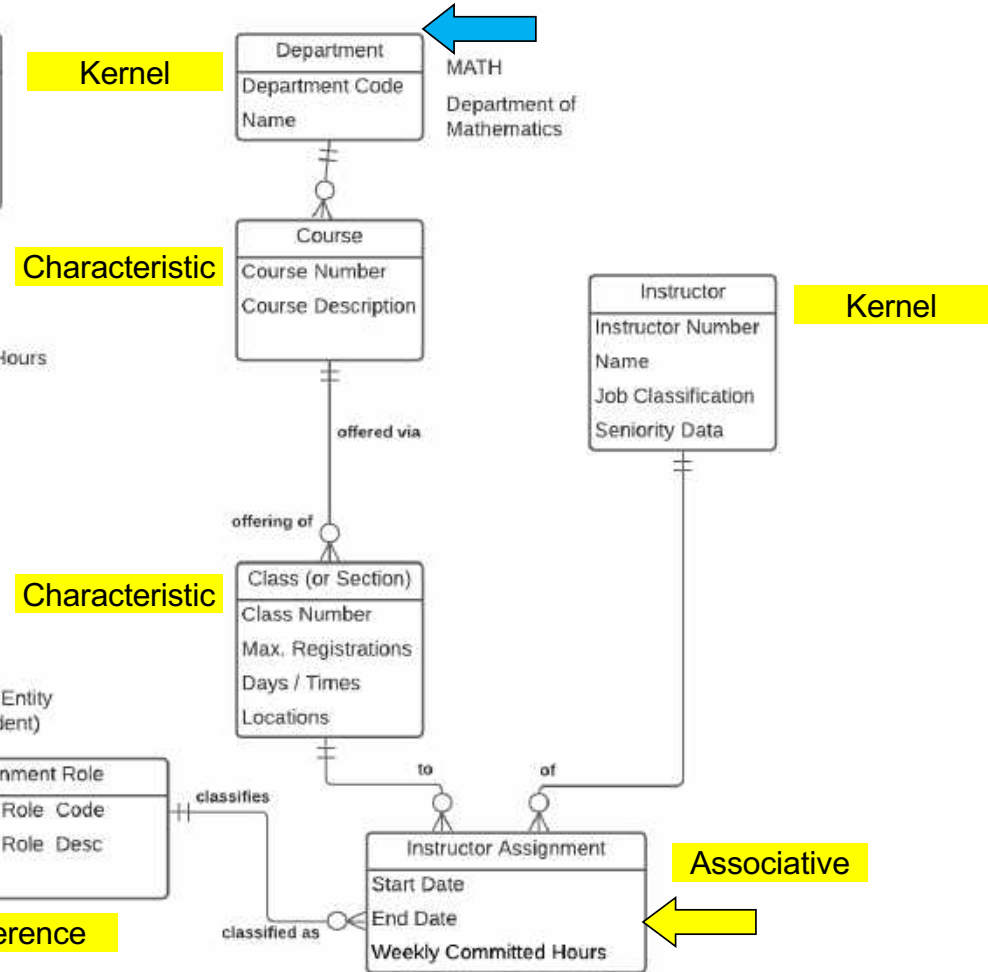 Department
Kernel
Department Code
Name
MATH
Department of
Mathematics
Course
Characteristic
Course Number
Course Description
Instructor
Kernel
Instructor Number
Name
Job Classification
Seniority Data
Hours
offered via
offering of
Characteristic
Class (or Section)
Class Number
Max. Registrations
Days / Times
Locations
Entity
to
of
Role
classifies
Role Code
Role Desc
Instructor Assignment
Associative
Start Date
End Date
Weekly Committed Hours
classified as